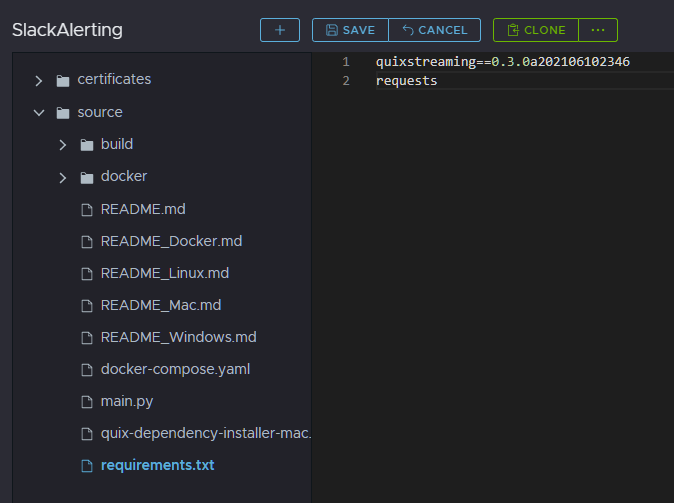 SlackAlerting
+ SAVE CANCEL CLONE ...
certificates
source
build
docker
README.md
README_Docker.md
README_Linux.md
README_Mac.md
README_Windows.md
docker-compose.yaml
main.py
quix-dependency-installer-mac.
requirements.txt
1 quixstreaming==0.3.0a202106102346
2 requests